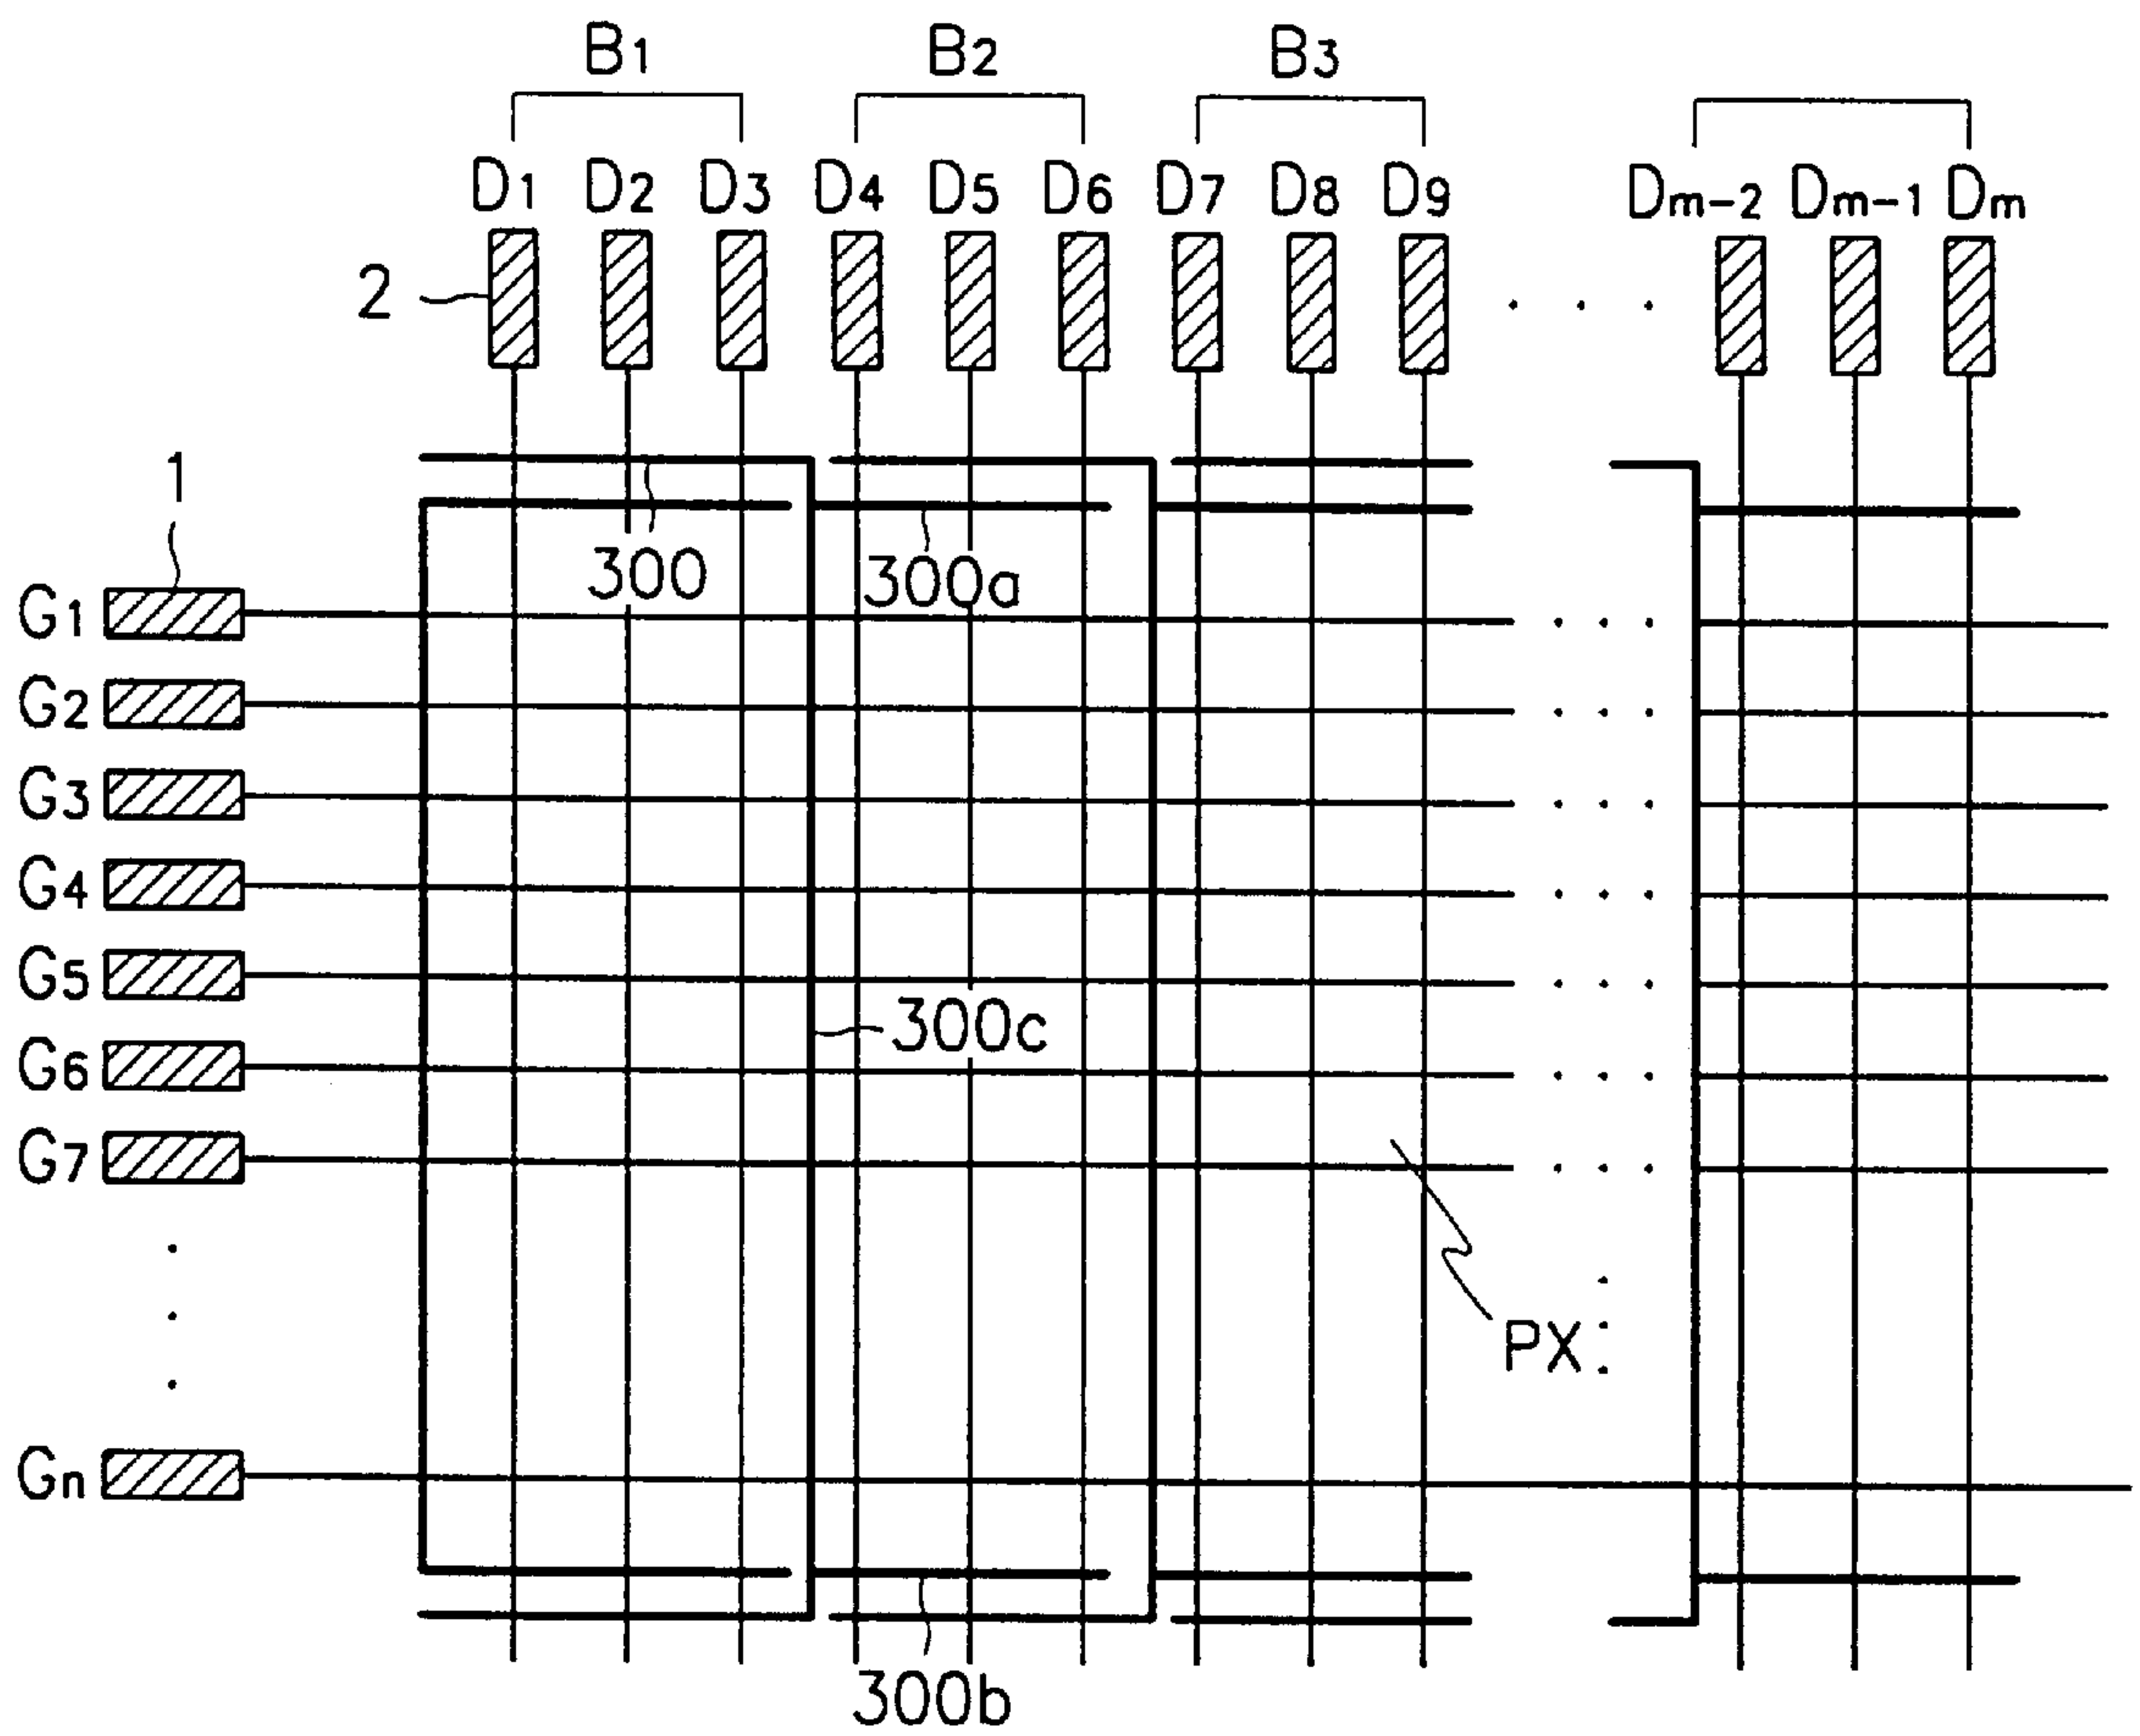 B1 B2 B3
D1 D2 D3 D4 D5 D6 D7 D8 D9 Dm-2 Dm-1 Dm
2
1
300 300a
G1
G2
G3
G4
G5
300c
G6
G7
PX
Gn
300b